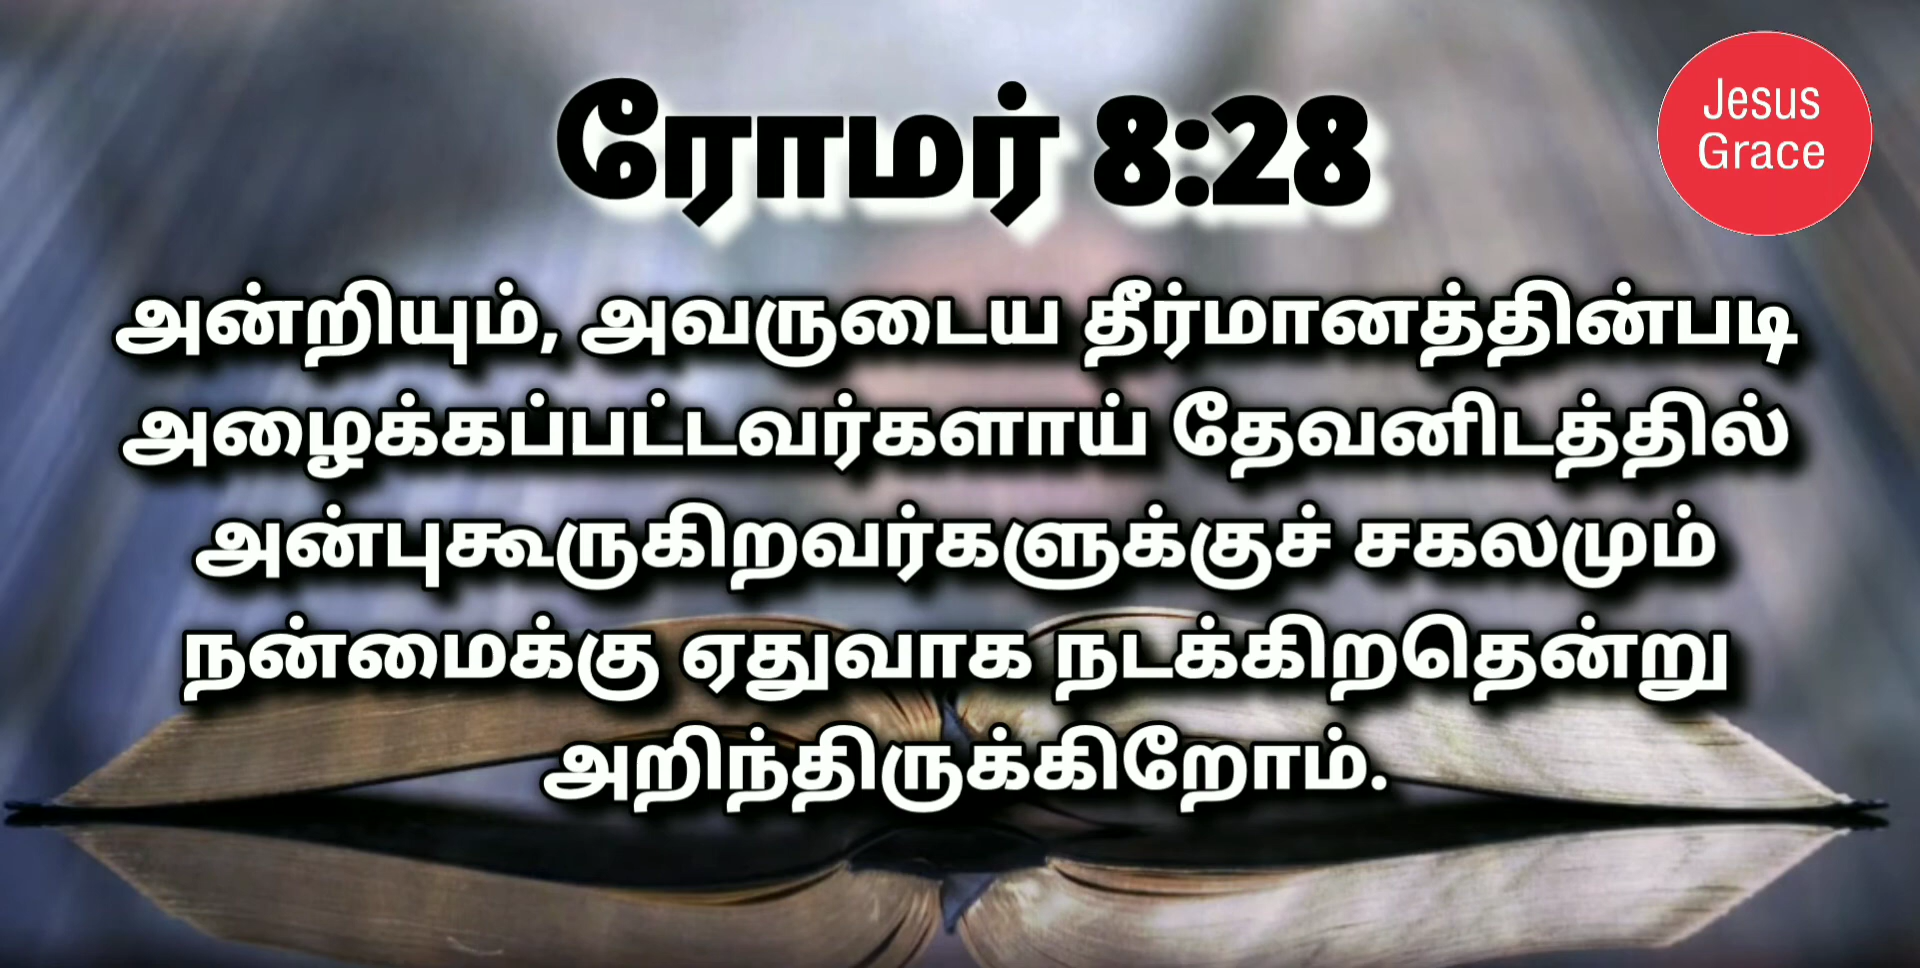 ரோமர் 8:28
Jesus
Grace
அன்றியும், அவருடைய தீர்மானத்தின்படி
அழைக்கப்பட்டவர்களாய் தேவனிடத்தில்
அன்புகூருகிறவர்களுக்குச் சகலமும்
நன்மைக்கு ஏதுவாக நடக்கிறதென்று
அறிந்திருக்கிறோம்.